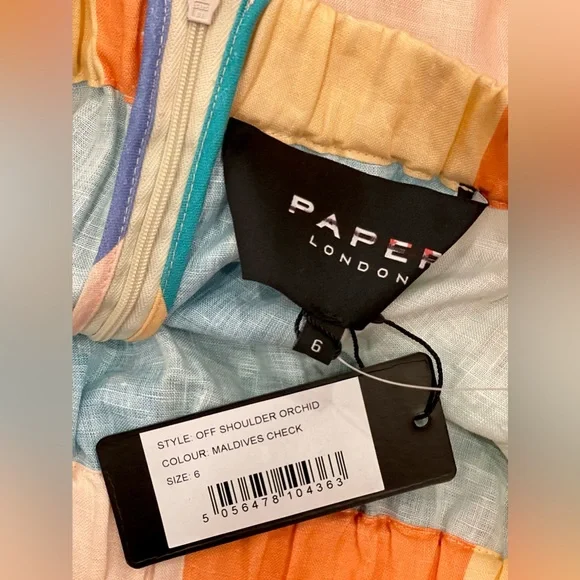 PAPER
LONDON
6
STYLE: OFF SHOULDER ORCHID
COLOUR: MALDIVES CHECK
SIZE: 6
5 056478 104363